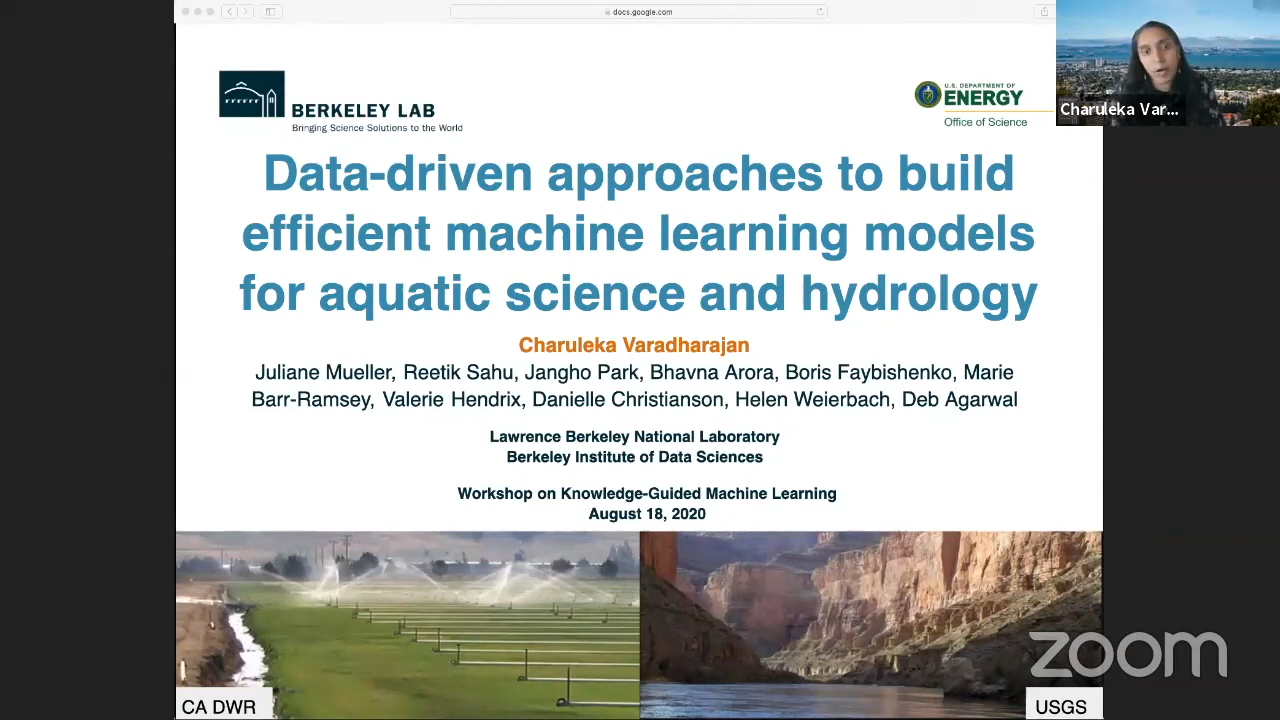 docs.google.com
BERKELEY LAB
Bringing Science Solutions to the World
U.S. DEPARTMENT OF
ENERGY
Office of Science
Charuleka Var...
Data-driven approaches to build
efficient machine learning models
for aquatic science and hydrology
Charuleka Varadharajan
Juliane Mueller, Reetik Sahu, Jangho Park, Bhavna Arora, Boris Faybishenko, Marie
Barr-Ramsey, Valerie Hendrix, Danielle Christianson, Helen Weierbach, Deb Agarwal
Lawrence Berkeley National Laboratory
Berkeley Institute of Data Sciences
Workshop on Knowledge-Guided Machine Learning
August 18, 2020
CA DWR
USGS
zoom